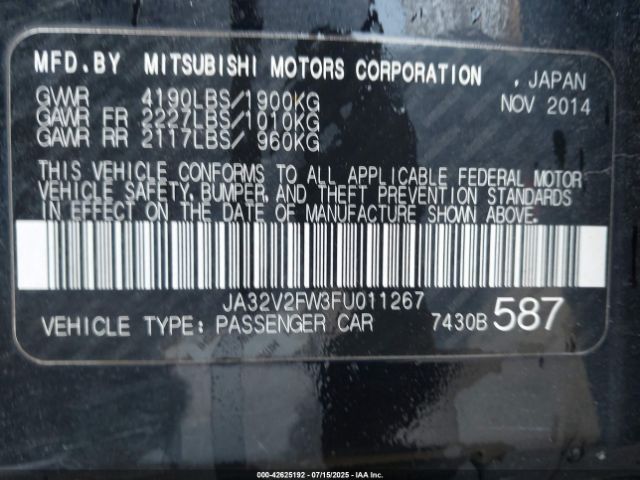 MFD. BY MITSUBISHI MOTORS CORPORATION , JAPAN
GVWR 4190LBS/1900KG NOV 2014
GAWR FR 2227LBS/1010KG
GAWR RR 2117LBS/ 960KG
THIS VEHICLE CONFORMS TO ALL APPLICABLE FEDERAL MOTOR
VEHICLE SAFETY, BUMPER, AND THEFT PREVENTION STANDARDS
IN EFFECT ON THE DATE OF MANUFACTURE SHOWN ABOVE.
JA32V2FW3FU011267
VEHICLE TYPE: PASSENGER CAR 7430B 587
000-42625192 - 07/15/2025 - IAAI INC.